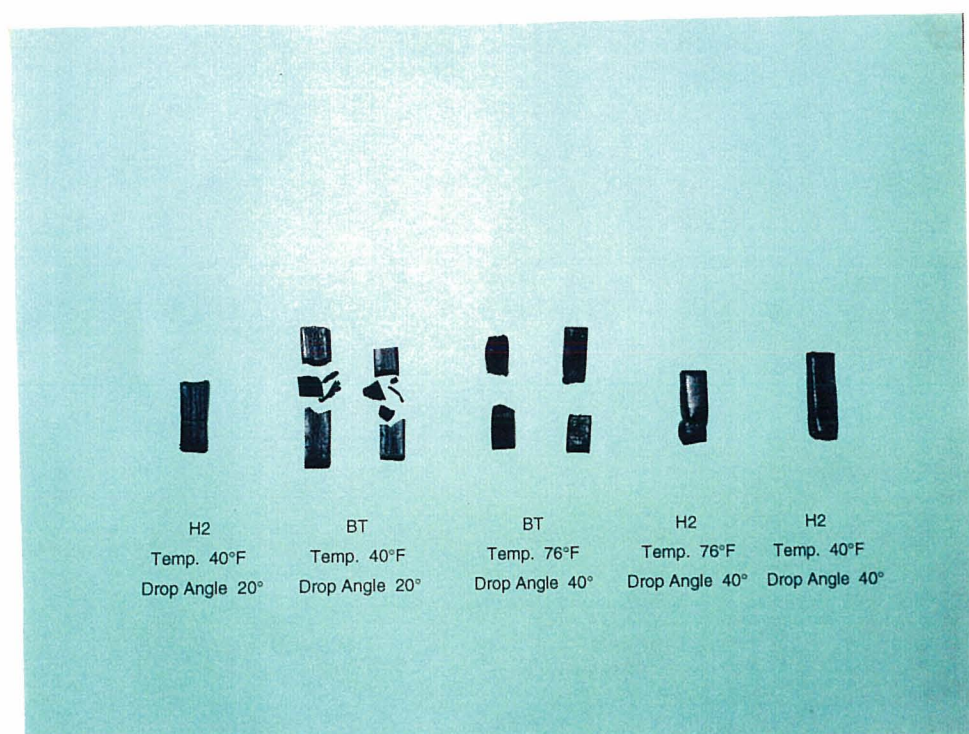 H2
Temp. 40°F
Drop Angle 20°
BT
Temp. 40°F
Drop Angle 20°
BT
Temp. 76°F
Drop Angle 40°
H2
Temp. 76°F
Drop Angle 40°
H2
Temp. 40°F
Drop Angle 40°